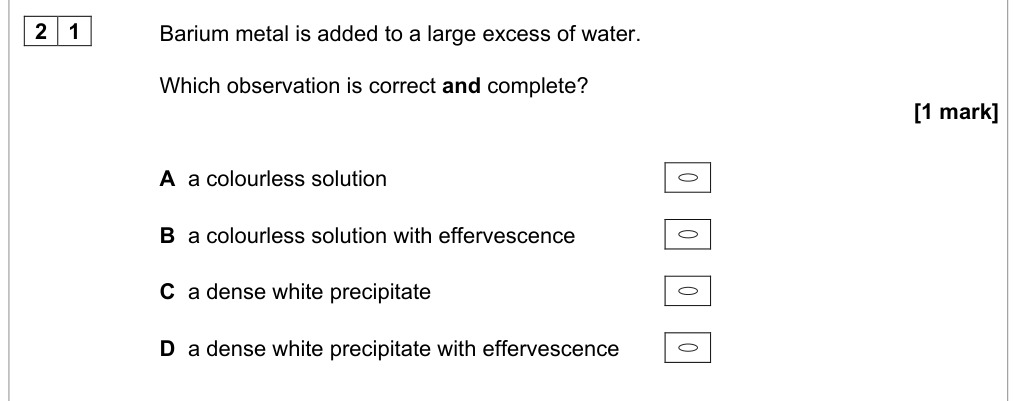 2 1 Barium metal is added to a large excess of water.
Which observation is correct and complete?
[1 mark]
A a colourless solution
B a colourless solution with effervescence
C a dense white precipitate
D a dense white precipitate with effervescence